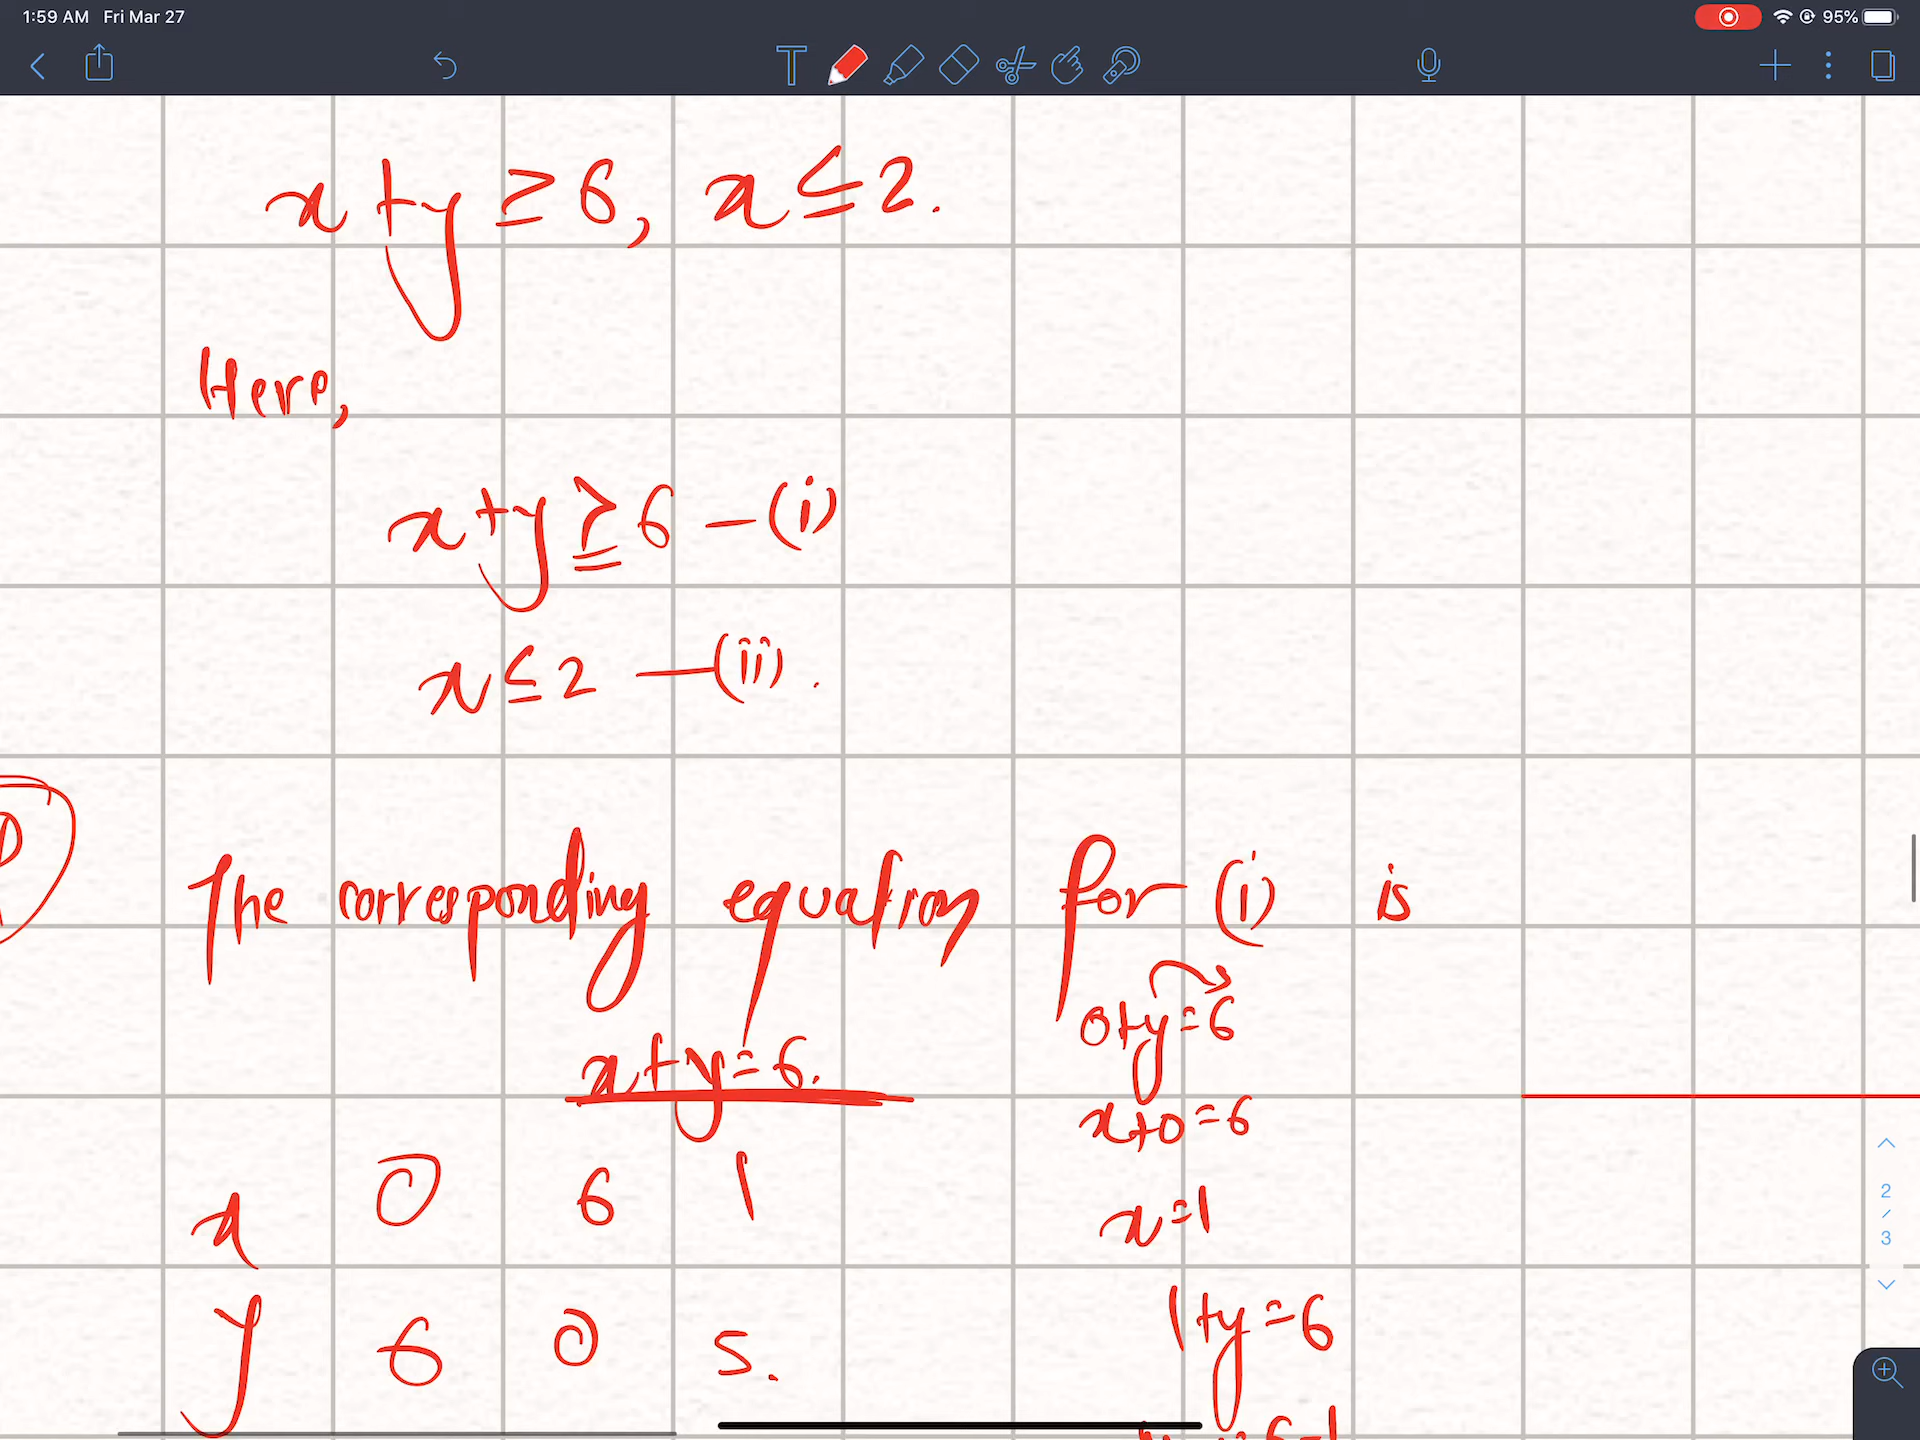 1:59 AM Fri Mar 27
95%
x+y ≥ 6, x ≤ 2.
Here,
x+y ≧ 6 — (i)
x ≤ 2 — (ii).
The corresponding equation for (i) is
0+y=6
x+y=6.
x+0=6
x 0 6 1
x=1
y 6 0 5.
1+y=6
2
3